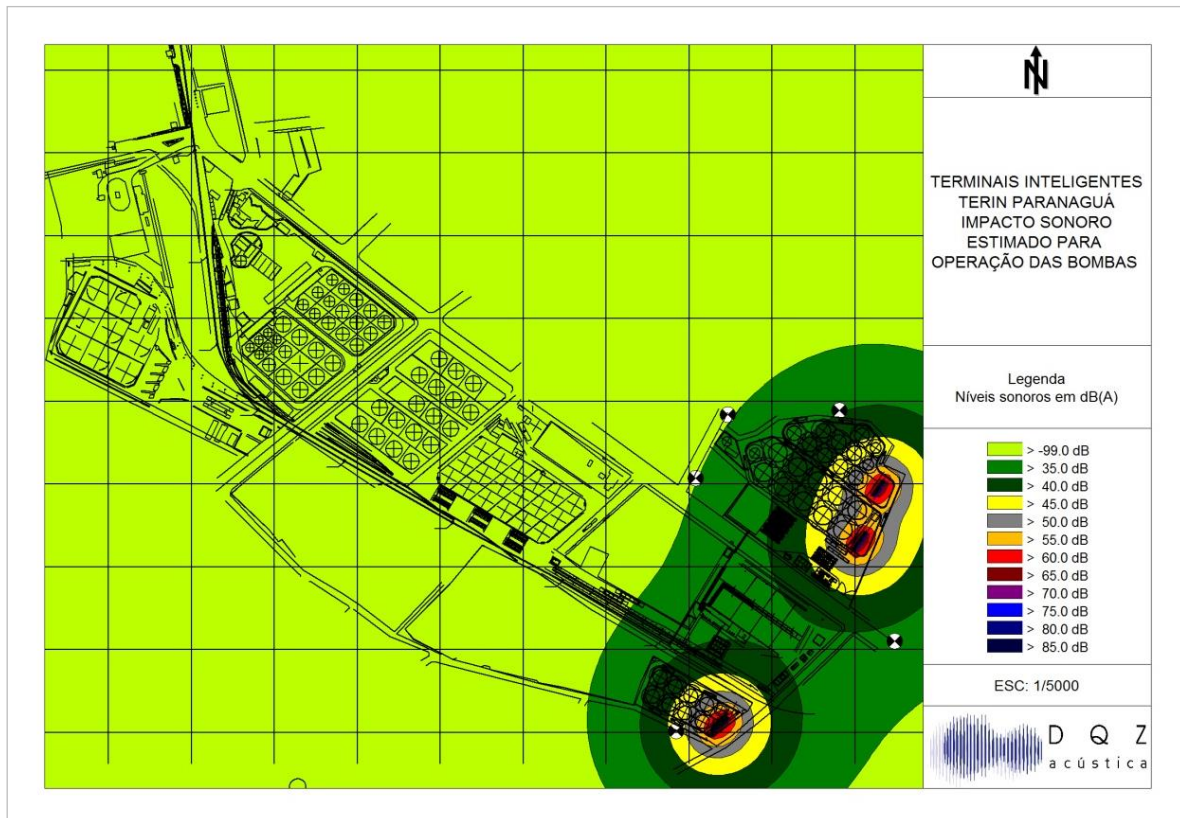 N
TERMINAIS INTELIGENTES
TERIN PARANAGUÁ
IMPACTO SONORO
ESTIMADO PARA
OPERAÇÃO DAS BOMBAS
Legenda
Níveis sonoros em dB(A)
> -99.0 dB
> 35.0 dB
> 40.0 dB
> 45.0 dB
> 50.0 dB
> 55.0 dB
> 60.0 dB
> 65.0 dB
> 70.0 dB
> 75.0 dB
> 80.0 dB
> 85.0 dB
ESC: 1/5000
D Q Z
acústica